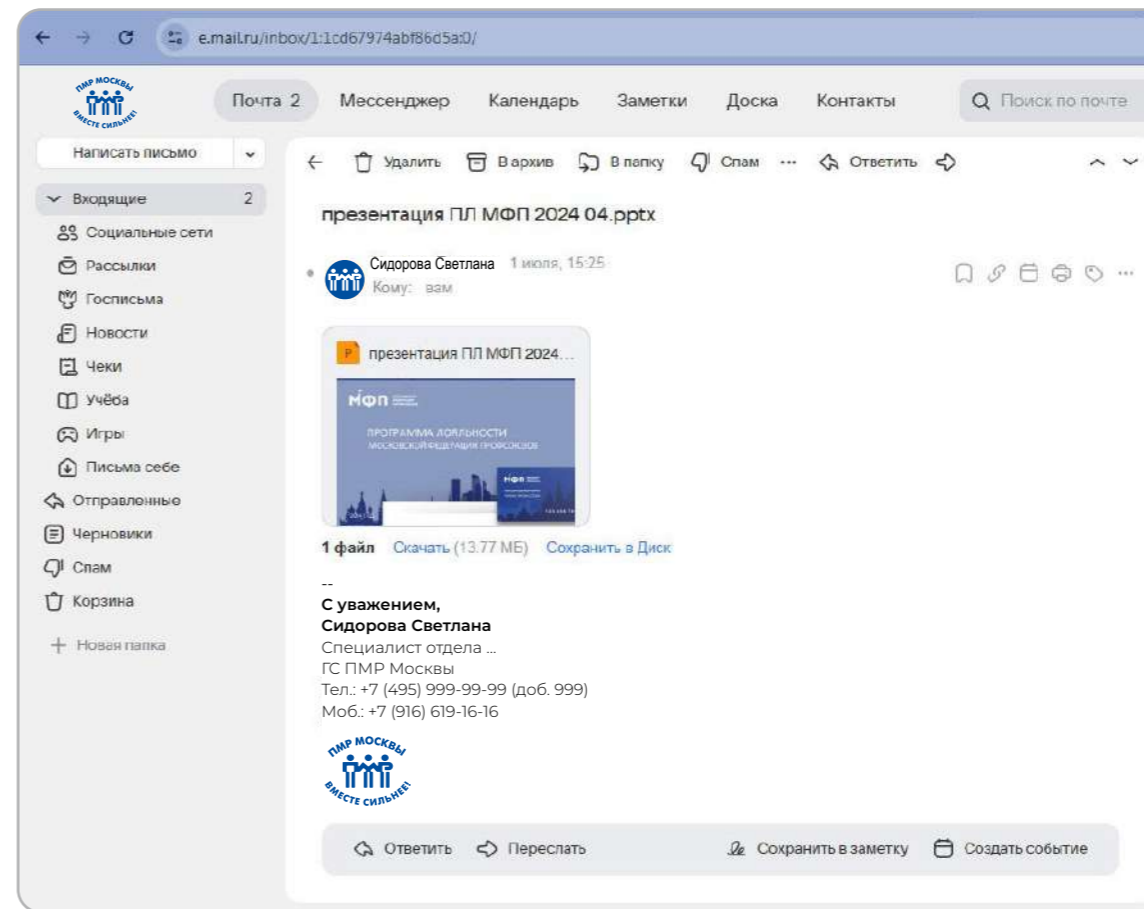 e.mail.ru/inbox/1:1cd67974abf86d5a:0/
ПМР МОСКВЫ
ВМЕСТЕ СИЛЬНЕЕ!
Почта 2 Мессенджер Календарь Заметки Доска Контакты Поиск по почте
Написать письмо
Удалить В архив В папку Спам ... Ответить
Входящие 2
Социальные сети
Рассылки
Госписьма
Новости
Чеки
Учёба
Игры
Письма себе
Отправленные
Черновики
Спам
Корзина
Новая папка
презентация ПЛ МФП 2024 04.pptx
Сидорова Светлана 1 июля, 15:25
Кому: вам
P презентация ПЛ МФП 2024...
МФП
ПРОГРАММА ЛОЯЛЬНОСТИ
МОСКОВСКОЙ ФЕДЕРАЦИИ ПРОФСОЮЗОВ
МФП
1 файл Скачать (13.77 МБ) Сохранить в Диск
--
С уважением,
Сидорова Светлана
Специалист отдела ...
ГС ПМР Москвы
Тел.: +7 (495) 999-99-99 (доб. 999)
Моб.: +7 (916) 619-16-16
ПМР МОСКВЫ
ВМЕСТЕ СИЛЬНЕЕ!
Ответить Переслать Сохранить в заметку Создать событие